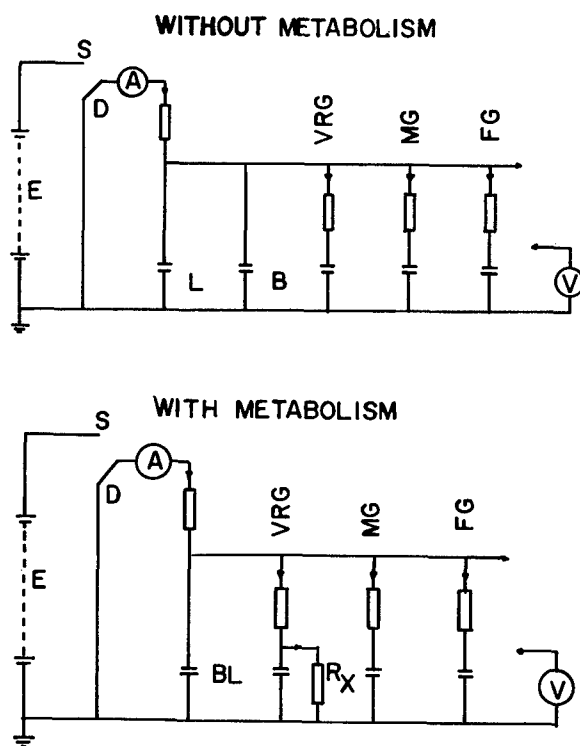 WITHOUT METABOLISM
S
A
D
VRG
MG
FG
E
L
B
V
WITH METABOLISM
S
A
D
VRG
MG
FG
E
BL
RX
V